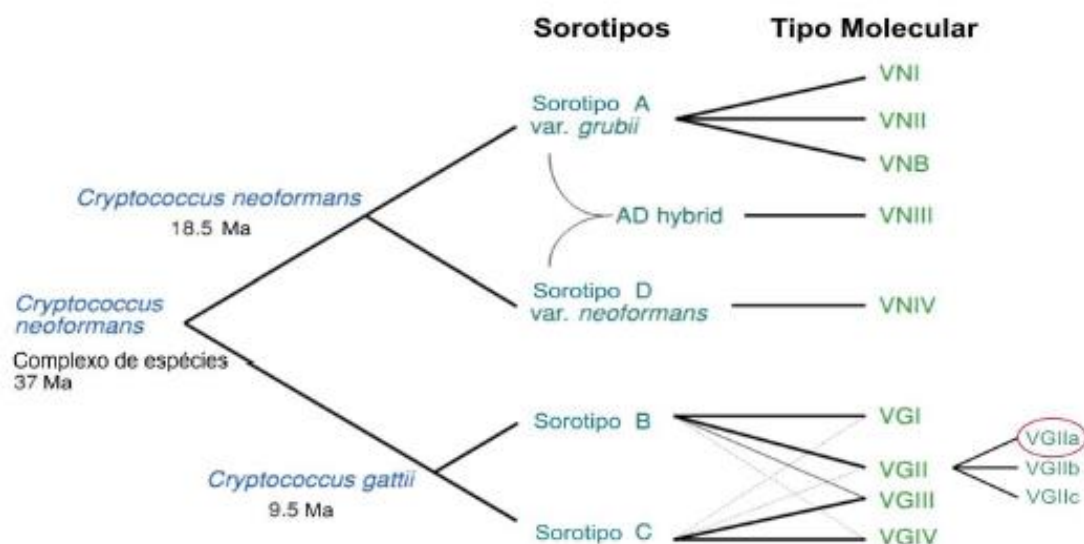 Sorotipos
Tipo Molecular
VNI
Sorotipo A
var. grubii
VNII
VNB
Cryptococcus neoformans
18.5 Ma
AD hybrid
VNIII
Cryptococcus
neoformans
Complexo de espécies
37 Ma
Sorotipo D
var. neoformans
VNIV
Sorotipo B
VGI
VGIIa
VGII
VGIIb
VGIIc
VGIII
Cryptococcus gattii
9.5 Ma
Sorotipo C
VGIV